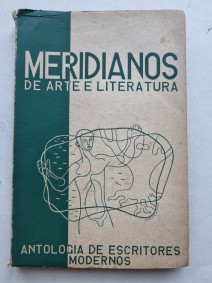 MERIDIANOS
DE ARTE E LITERATURA
ANTOLOGIA DE ESCRITORES
MODERNOS